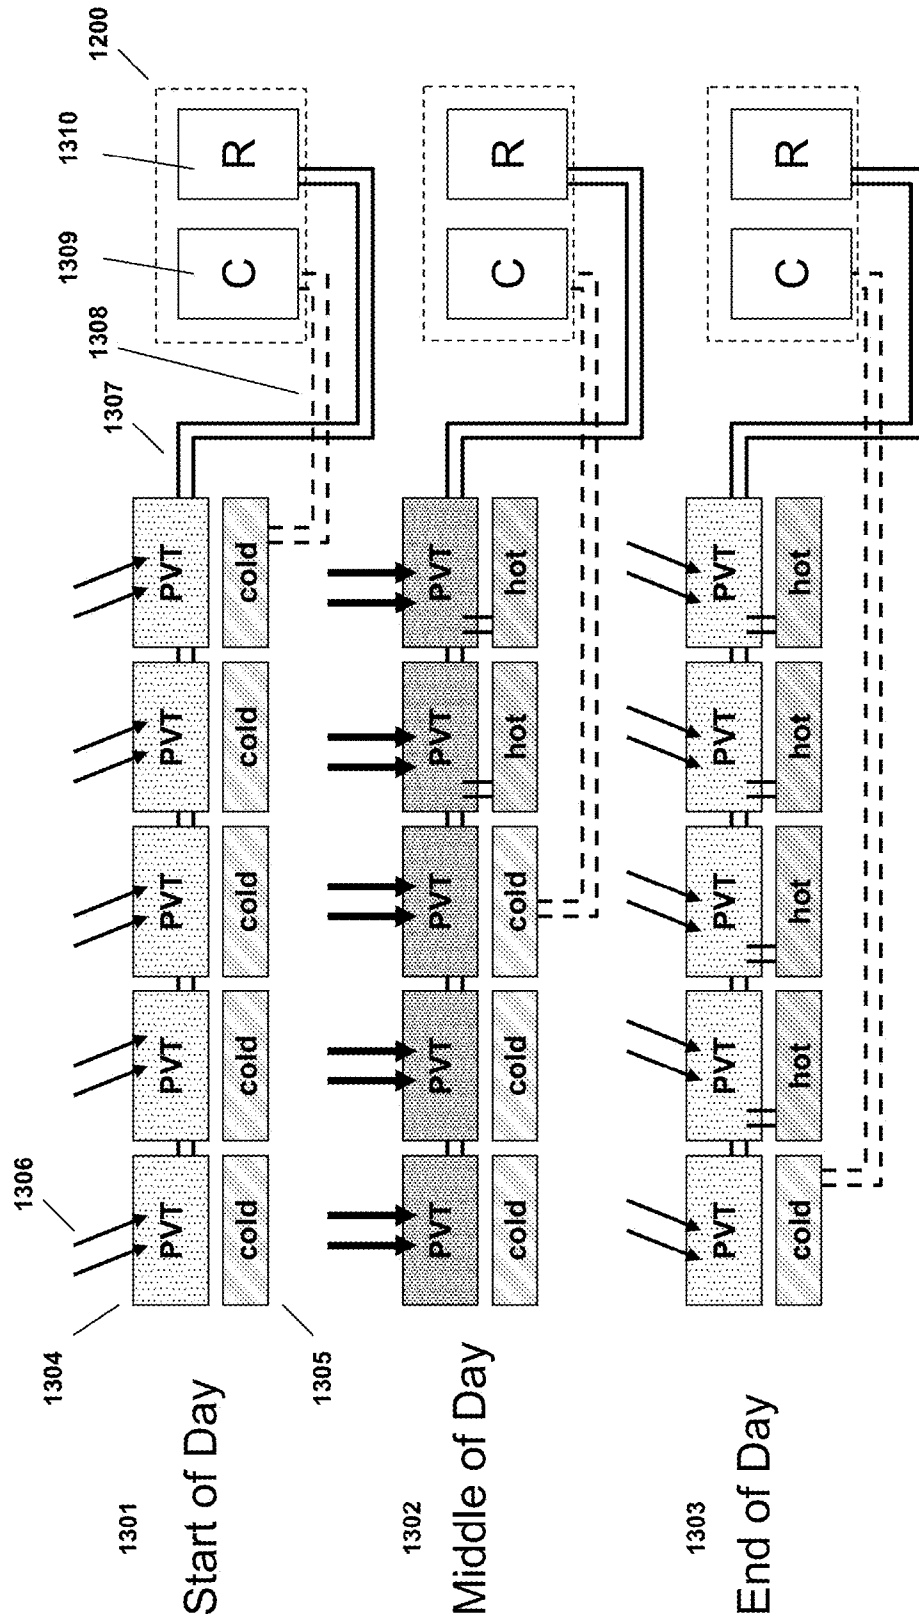 1200
1310
1309
1308
1307
1306
1304
1305
1301
Start of Day
PVT PVT PVT PVT PVT
cold cold cold cold cold
C R
1302
Middle of Day
PVT PVT PVT PVT PVT
cold cold cold hot hot
C R
1303
End of Day
PVT PVT PVT PVT PVT
cold hot hot hot hot
C R